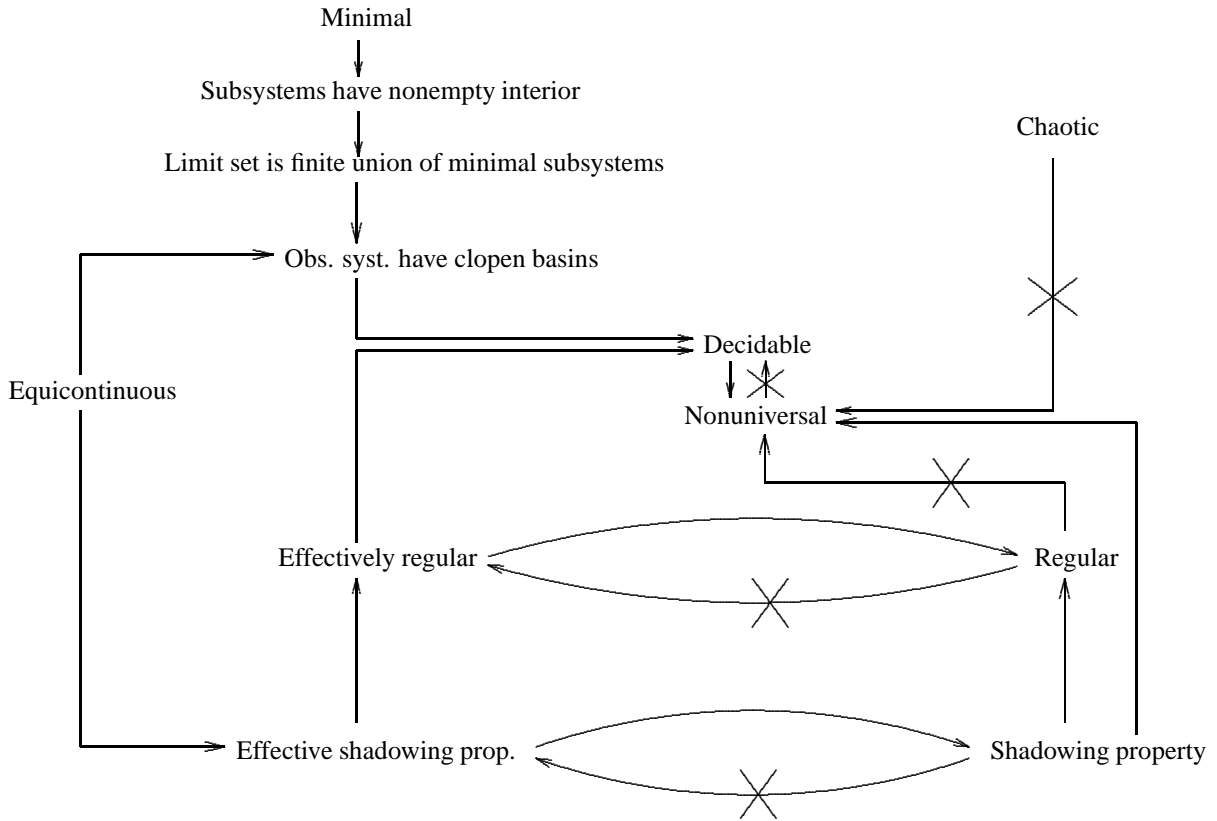 Minimal
Subsystems have nonempty interior
Chaotic
Limit set is finite union of minimal subsystems
Obs. syst. have clopen basins
Decidable
Equicontinuous
Nonuniversal
Effectively regular
Regular
Effective shadowing prop.
Shadowing property